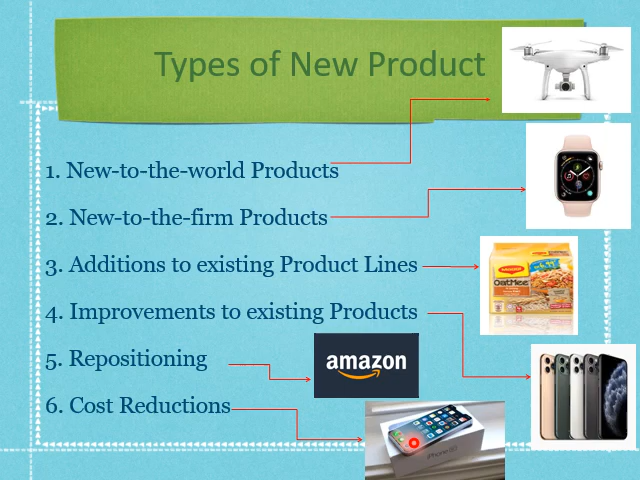 Types of New Product
1. New-to-the-world Products
2. New-to-the-firm Products
3. Additions to existing Product Lines
MAGGI
OatMee
4. Improvements to existing Products
5. Repositioning
amazon
6. Cost Reductions